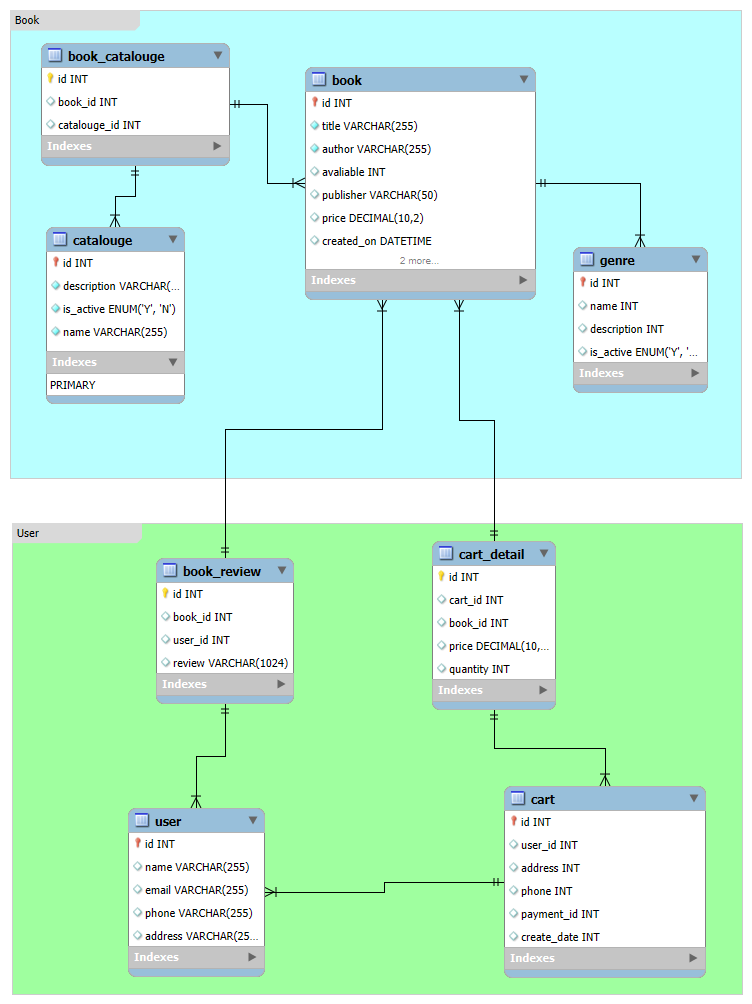 Book
book_catalouge
id INT
book_id INT
catalouge_id INT
Indexes
book
id INT
title VARCHAR(255)
author VARCHAR(255)
avaliable INT
publisher VARCHAR(50)
price DECIMAL(10,2)
created_on DATETIME
2 more...
Indexes
catalouge
id INT
description VARCHAR(...
is_active ENUM('Y', 'N')
name VARCHAR(255)
Indexes
PRIMARY
genre
id INT
name INT
description INT
is_active ENUM('Y', '...
Indexes
User
book_review
id INT
book_id INT
user_id INT
review VARCHAR(1024)
Indexes
cart_detail
id INT
cart_id INT
book_id INT
price DECIMAL(10,...
quantity INT
Indexes
user
id INT
name VARCHAR(255)
email VARCHAR(255)
phone VARCHAR(255)
address VARCHAR(25...
Indexes
cart
id INT
user_id INT
address INT
phone INT
payment_id INT
create_date INT
Indexes